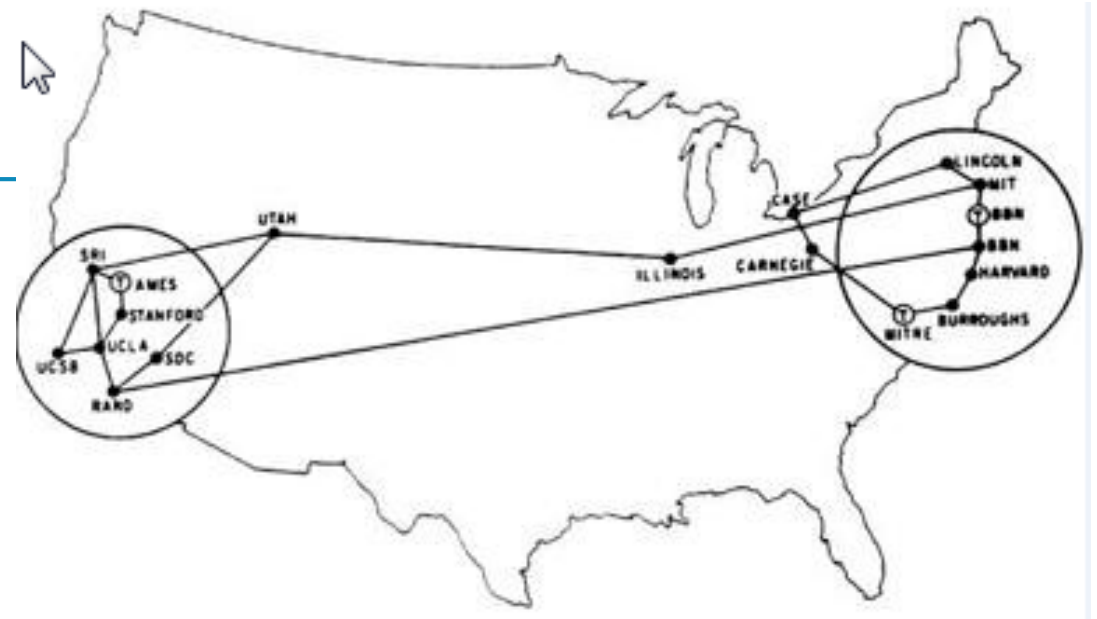 LINCOLN
MIT
CASE
T BBN
UTAH
BBN
SRI
ILLINOIS
CARNEGIE
HARVARD
T AMES
STANFORD
T
BURROUGHS
MITRE
UCLA
SDC
UCSB
RAND